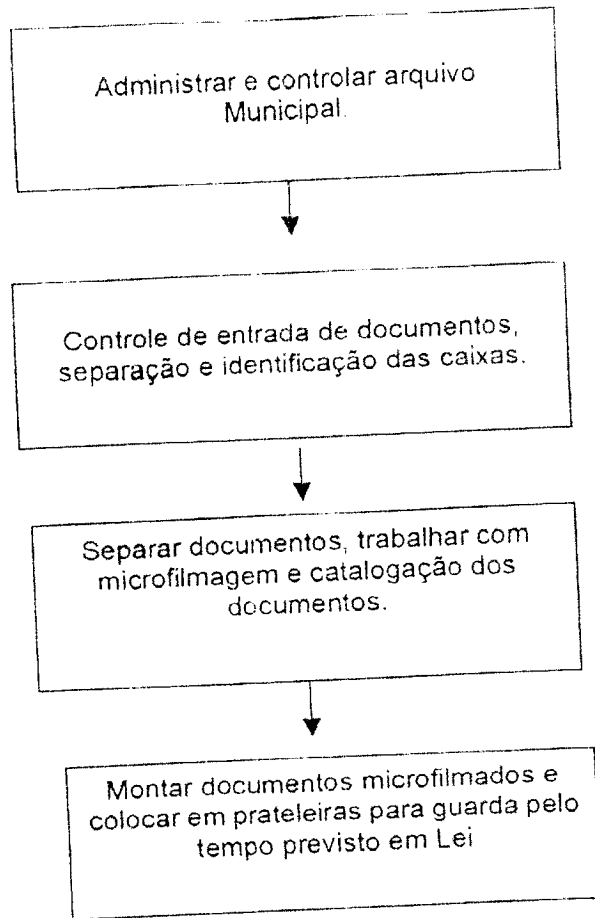 Administrar e controlar arquivo
Municipal.
Controle de entrada de documentos,
separação e identificação das caixas.
Separar documentos, trabalhar com
microfilmagem e catalogação dos
documentos.
Montar documentos microfilmados e
colocar em prateleiras para guarda pelo
tempo previsto em Lei